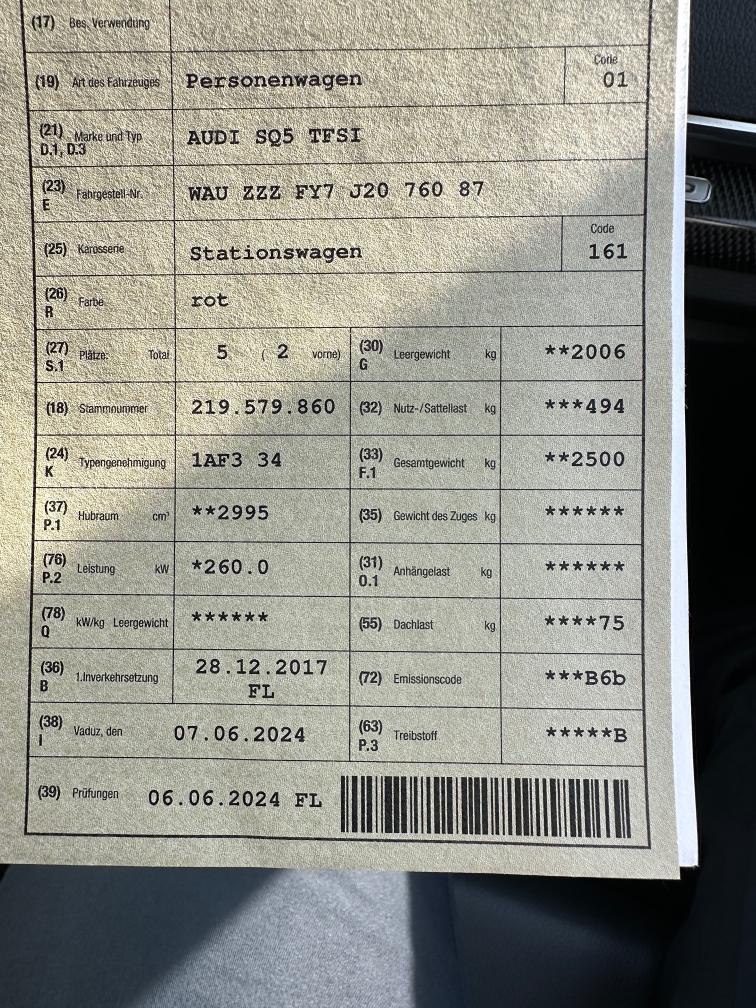 (17) Bes. Verwendung
(19) Art des Fahrzeuges Personenwagen Code 01
(21) D.1, D.3 Marke und Typ AUDI SQ5 TFSI
(23) E Fahrgestell-Nr. WAU ZZZ FY7 J20 760 87
(25) Karosserie Stationswagen Code 161
(26) R Farbe rot
(27) S.1 Plätze: Total 5 ( 2 vorne) (30) G Leergewicht kg **2006
(18) Stammnummer 219.579.860 (32) Nutz-/Sattellast kg ***494
(24) K Typengenehmigung 1AF3 34 (33) F.1 Gesamtgewicht kg **2500
(37) P.1 Hubraum cm³ **2995 (35) Gewicht des Zuges kg ******
(76) P.2 Leistung kW *260.0 (31) O.1 Anhängelast kg ******
(78) Q kW/kg Leergewicht ****** (55) Dachlast kg ****75
(36) B 1.Inverkehrsetzung 28.12.2017 FL (72) Emissionscode ***B6b
(38) I Vaduz, den 07.06.2024 (63) P.3 Treibstoff *****B
(39) Prüfungen 06.06.2024 FL